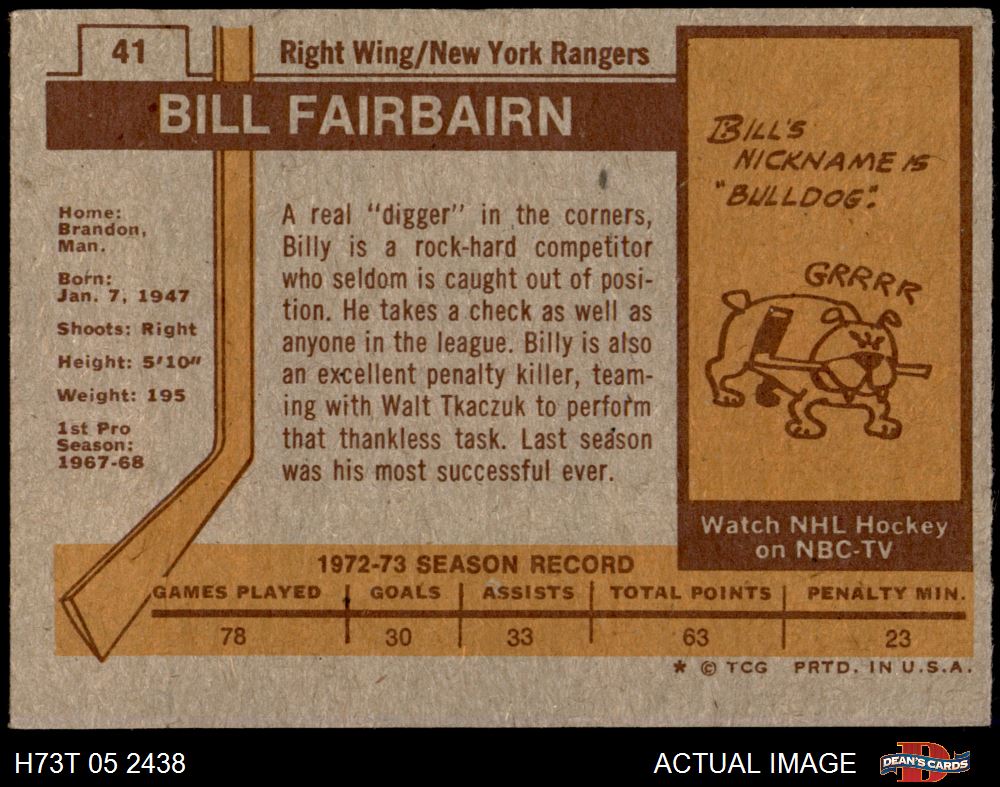 41
Right Wing/New York Rangers
BILL FAIRBAIRN
BILL'S
NICKNAME IS
"BULLDOG".
GRRRR
Home:
Brandon,
Man.
Born:
Jan. 7, 1947
Shoots: Right
Height: 5'10"
Weight: 195
1st Pro
Season:
1967-68
A real "digger" in the corners,
Billy is a rock-hard competitor
who seldom is caught out of posi-
tion. He takes a check as well as
anyone in the league. Billy is also
an excellent penalty killer, team-
ing with Walt Tkaczuk to perform
that thankless task. Last season
was his most successful ever.
Watch NHL Hockey
on NBC-TV
1972-73 SEASON RECORD
GAMES PLAYED GOALS ASSISTS TOTAL POINTS PENALTY MIN.
78 30 33 63 23
* © TCG PRTD. IN U.S.A.
H73T 05 2438 ACTUAL IMAGE D DEAN'S CARDS